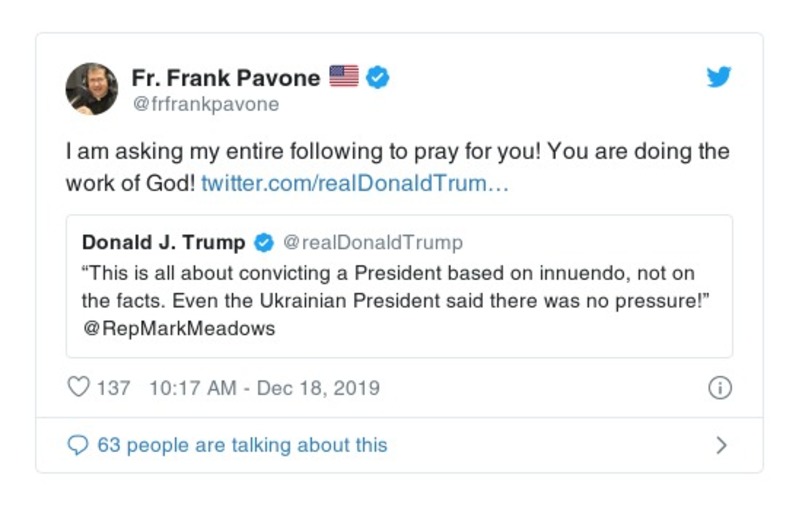 Fr. Frank Pavone 🇺🇸
@frfrankpavone
I am asking my entire following to pray for you! You are doing the
work of God! twitter.com/realDonaldTrum…
Donald J. Trump @realDonaldTrump
“This is all about convicting a President based on innuendo, not on
the facts. Even the Ukrainian President said there was no pressure!”
@RepMarkMeadows
137 10:17 AM - Dec 18, 2019
63 people are talking about this